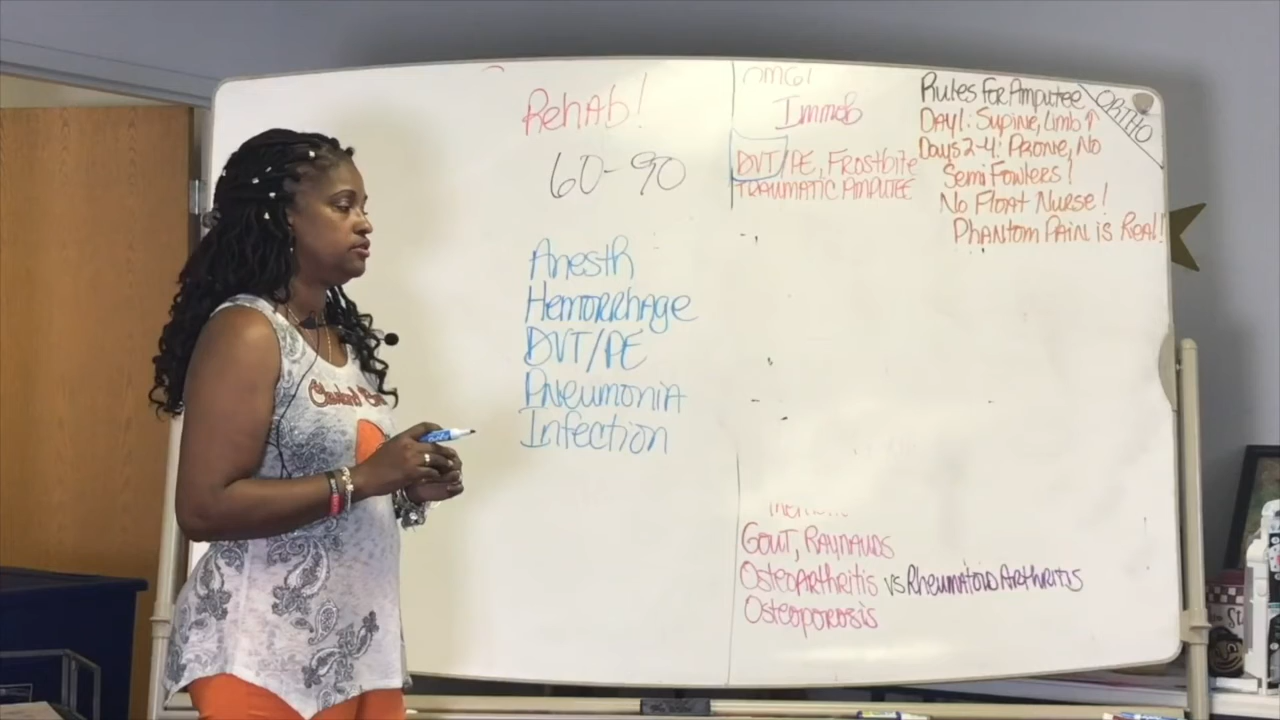 RehAb!
60-90
Anesth
Hemorrhage
DVT/PE
Pneumonia
Infection
Immob
DVT/PE, Frostbite
TRAUMATIC AMPUTEE
Rules For Amputee
DAY1: Supine, Limb ↑
Days 2-4: Prone, No
Semi Fowlers!
No Float Nurse!
Phantom Pain is Real!
ORTHO
Gout, Raynauds
OsteoArthritis vs Rheumatoid Arthritis
Osteoporosis